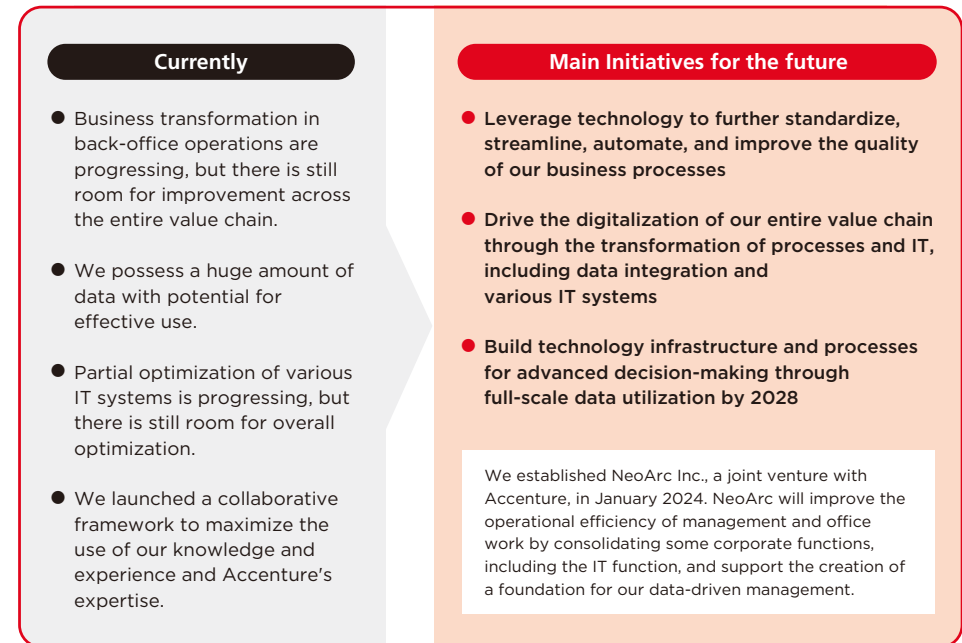 Currently
● Business transformation in
back-office operations are
progressing, but there is still
room for improvement across
the entire value chain.
● We possess a huge amount of
data with potential for
effective use.
● Partial optimization of various
IT systems is progressing, but
there is still room for overall
optimization.
● We launched a collaborative
framework to maximize the
use of our knowledge and
experience and Accenture's
expertise.
Main Initiatives for the future
● Leverage technology to further standardize,
streamline, automate, and improve the quality
of our business processes
● Drive the digitalization of our entire value chain
through the transformation of processes and IT,
including data integration and
various IT systems
● Build technology infrastructure and processes
for advanced decision-making through
full-scale data utilization by 2028
We established NeoArc Inc., a joint venture with
Accenture, in January 2024. NeoArc will improve the
operational efficiency of management and office
work by consolidating some corporate functions,
including the IT function, and support the creation of
a foundation for our data-driven management.